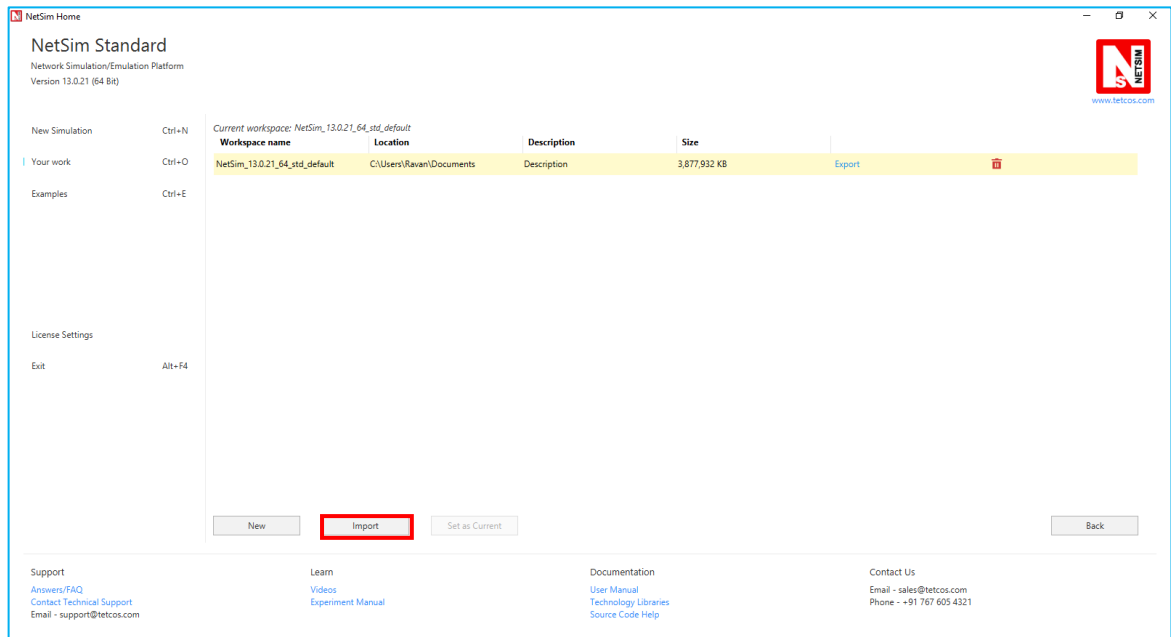 NetSim Home
NetSim Standard
Network Simulation/Emulation Platform
Version 13.0.21 (64 Bit)
NETSIM
www.tetcos.com
New Simulation Ctrl+N
Your work Ctrl+O
Examples Ctrl+E
License Settings
Exit Alt+F4
Current workspace: NetSim_13.0.21_64_std_default
Workspace name Location Description Size
NetSim_13.0.21_64_std_default C:\Users\Ravan\Documents Description 3,877,932 KB Export
New Import Set as Current Back
Support
Answers/FAQ
Contact Technical Support
Email - support@tetcos.com
Learn
Videos
Experiment Manual
Documentation
User Manual
Technology Libraries
Source Code Help
Contact Us
Email - sales@tetcos.com
Phone - +91 767 605 4321